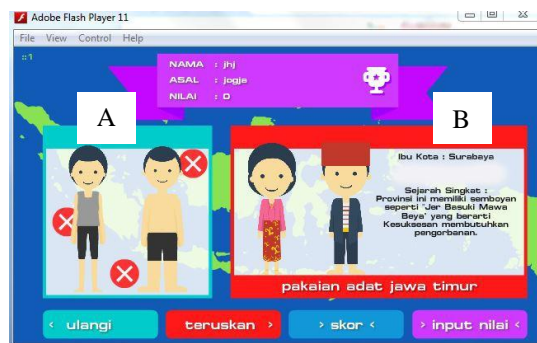 Adobe Flash Player 11
File View Control Help
::1
NAMA : jhj
ASAL : jogja
NILAI : 0
A
B
Ibu Kota : Surabaya
Sejarah Singkat :
Provinsi ini memiliki semboyan
seperti 'Jer Basuki Mawa
Beya' yang berarti
Kesuksesan membutuhkan
pengorbanan.
pakaian adat jawa timur
< ulangi
teruskan >
> skor <
> input nilai <